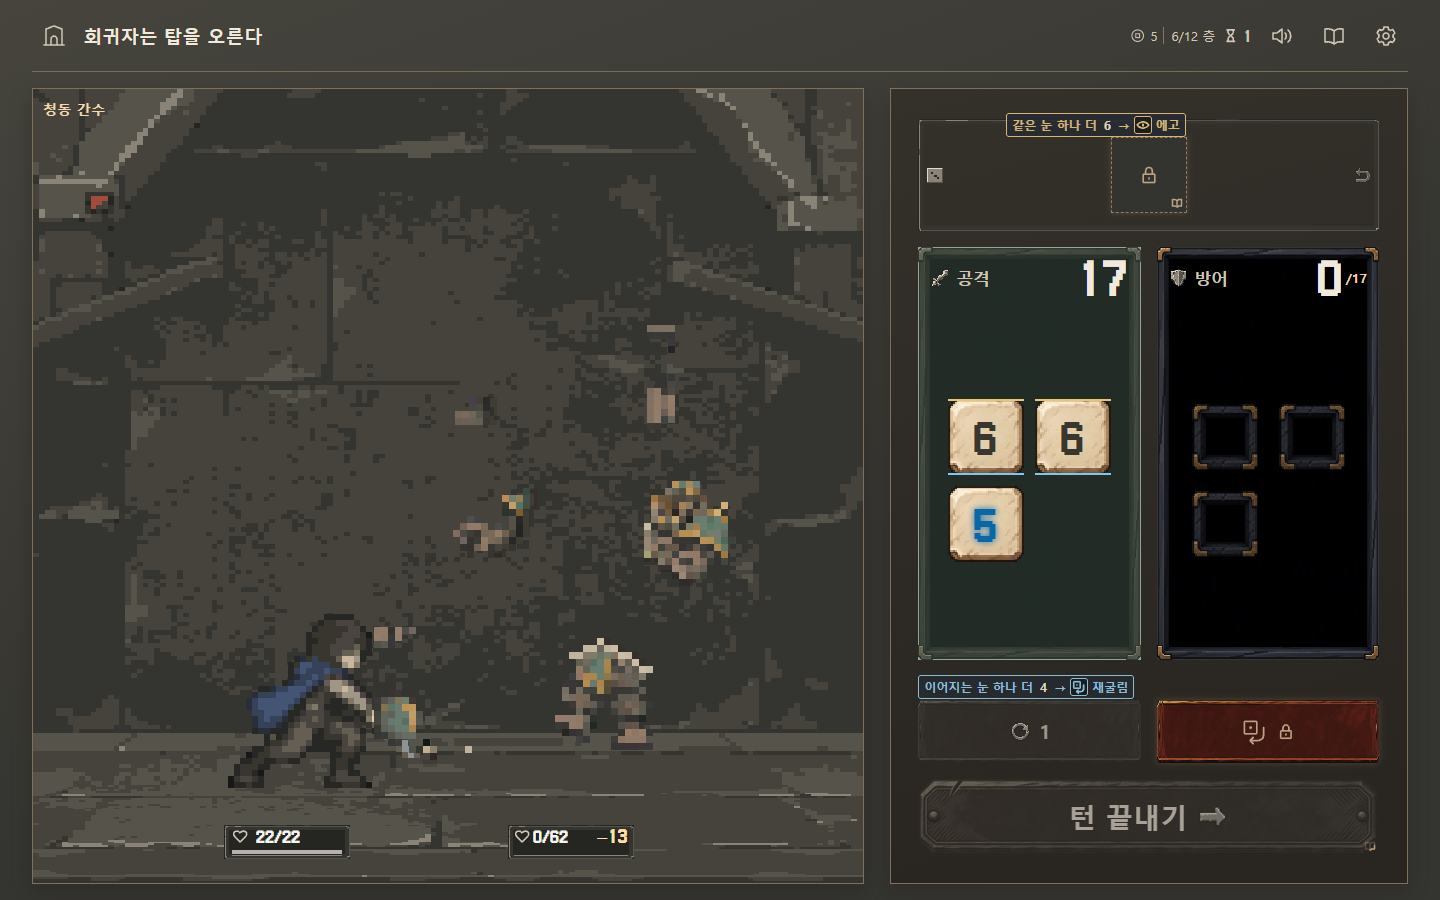 회귀자는 탑을 오른다
5 6/12 층 1
청동 간수
같은 눈 하나 더 6 → 예고
공격 17
방어 0/17
6 6
5
이어지는 눈 하나 더 4 → 재굴림
1
턴 끝내기
22/22
0/62 −13